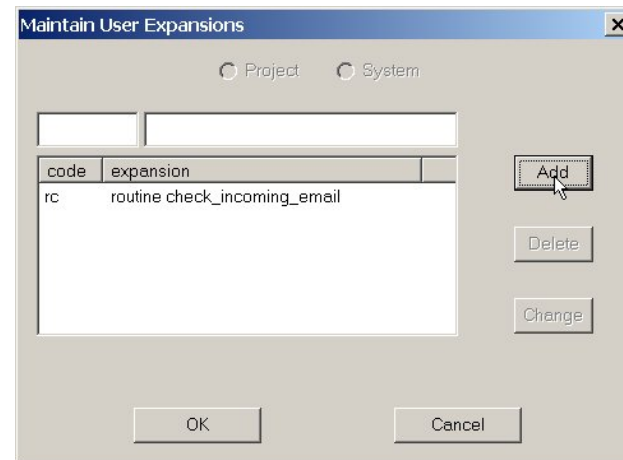 Maintain User Expansions
Project System
code expansion
rc routine check_incoming_email
Add
Delete
Change
OK Cancel